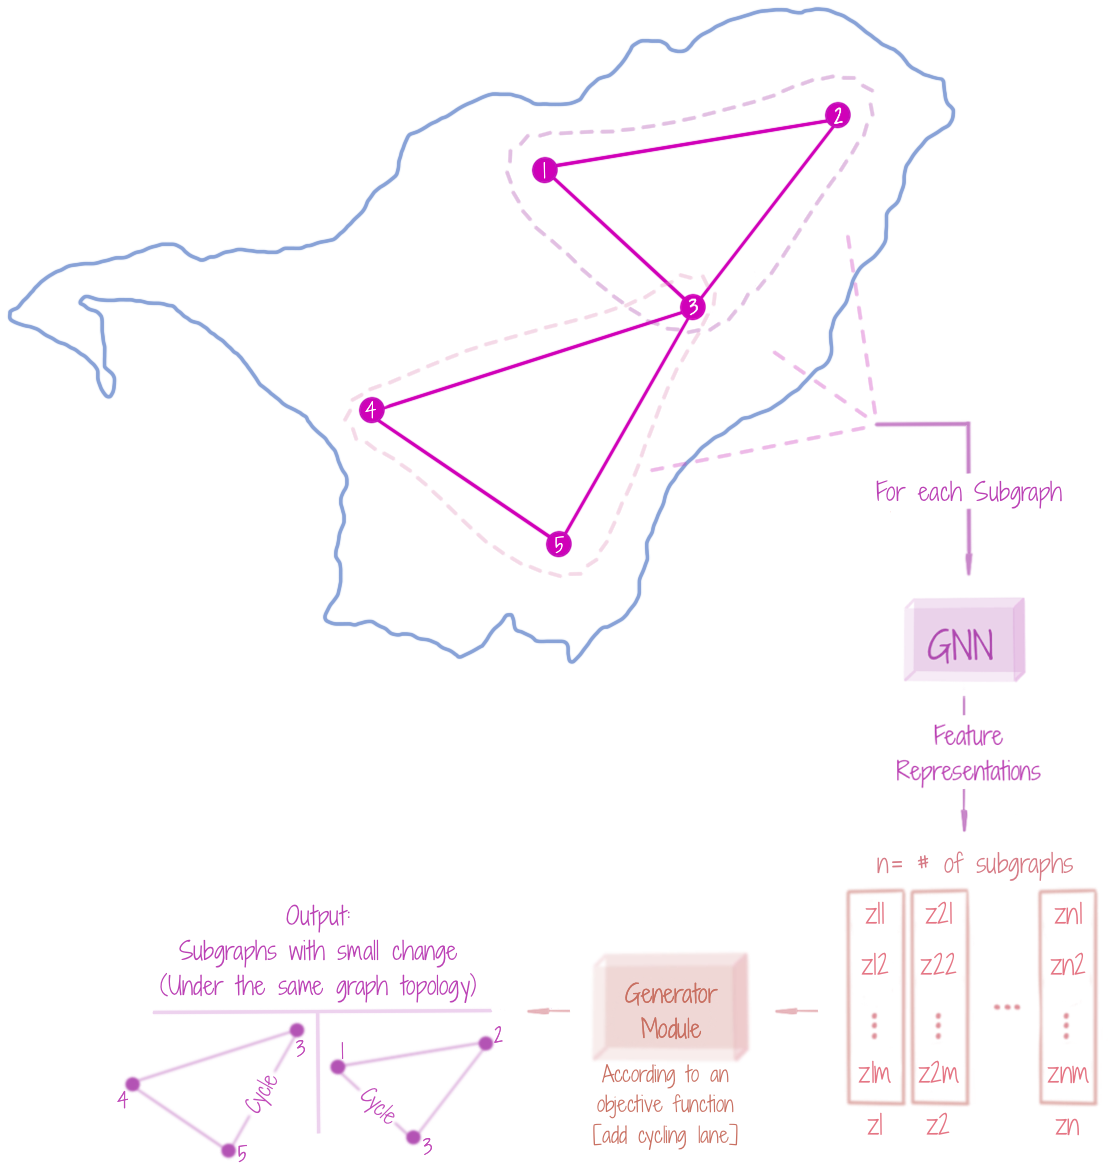 2
1
3
4
5
For each Subgraph
GNN
Feature
Representations
n= # of subgraphs
z11 z21 zn1
z12 z22 ... zn2
z1m z2m znm
z1 z2 zn
Generator
Module
According to an
objective function
[add cycling lane]
Output:
Subgraphs with small change
(Under the same graph topology)
3
4
Cycle
5
1
2
Cycle
3